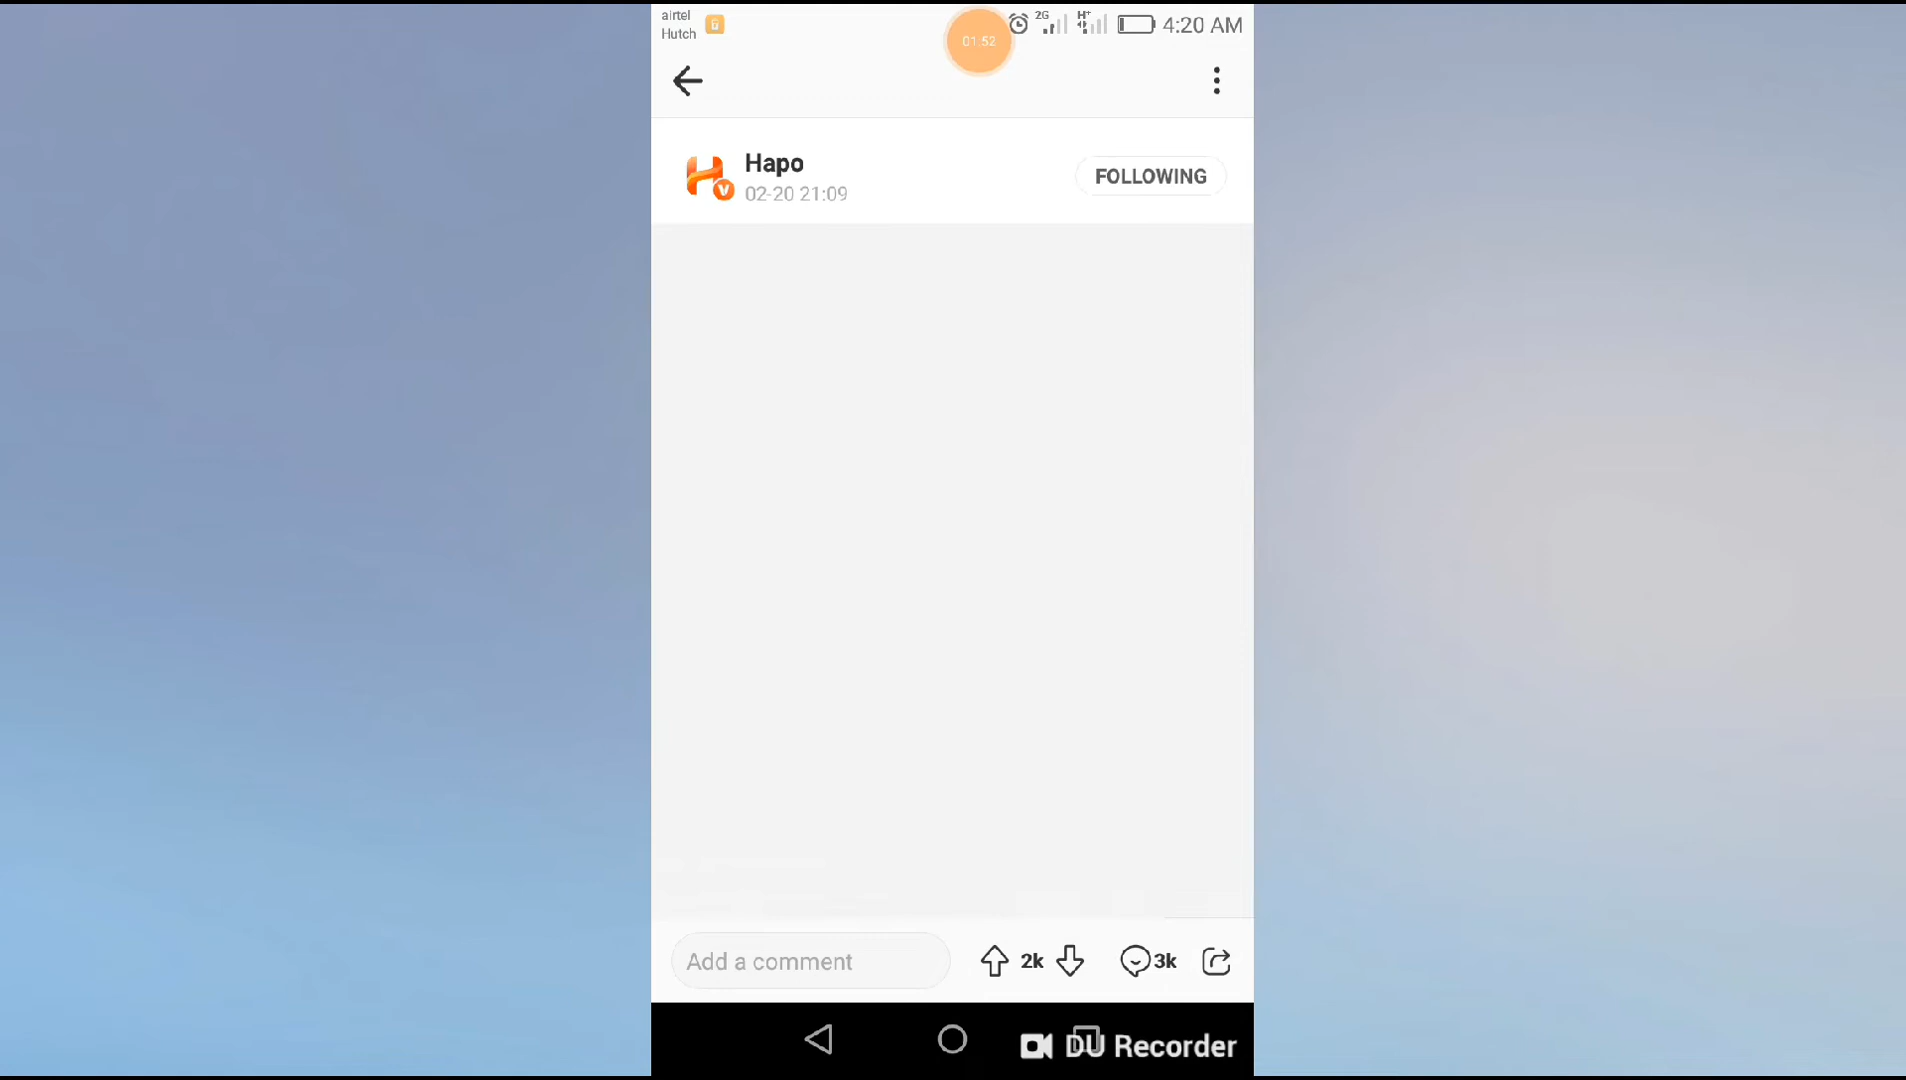 airtel
Hutch
01:52
2G
H+
4:20 AM
Hapo
02-20 21:09
FOLLOWING
Add a comment
2k
3k
DU Recorder